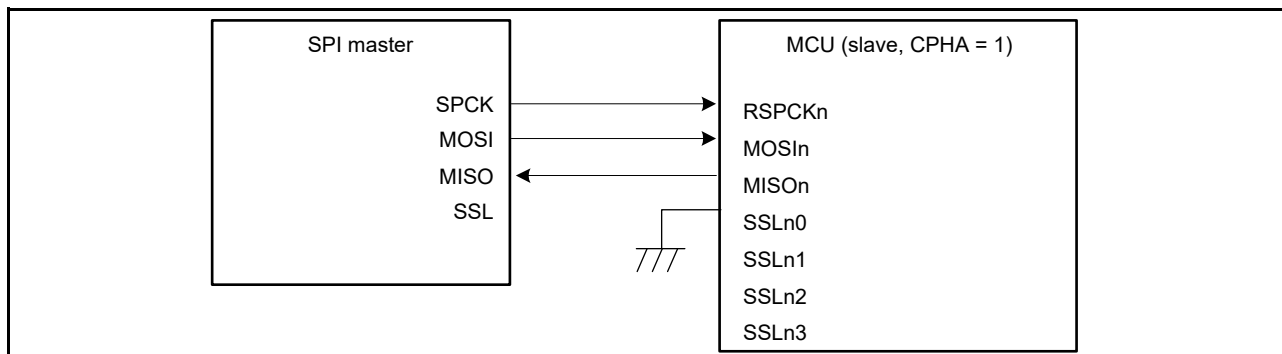 SPI master
SPCK
MOSI
MISO
SSL
MCU (slave, CPHA = 1)
RSPCKn
MOSIn
MISOn
SSLn0
SSLn1
SSLn2
SSLn3